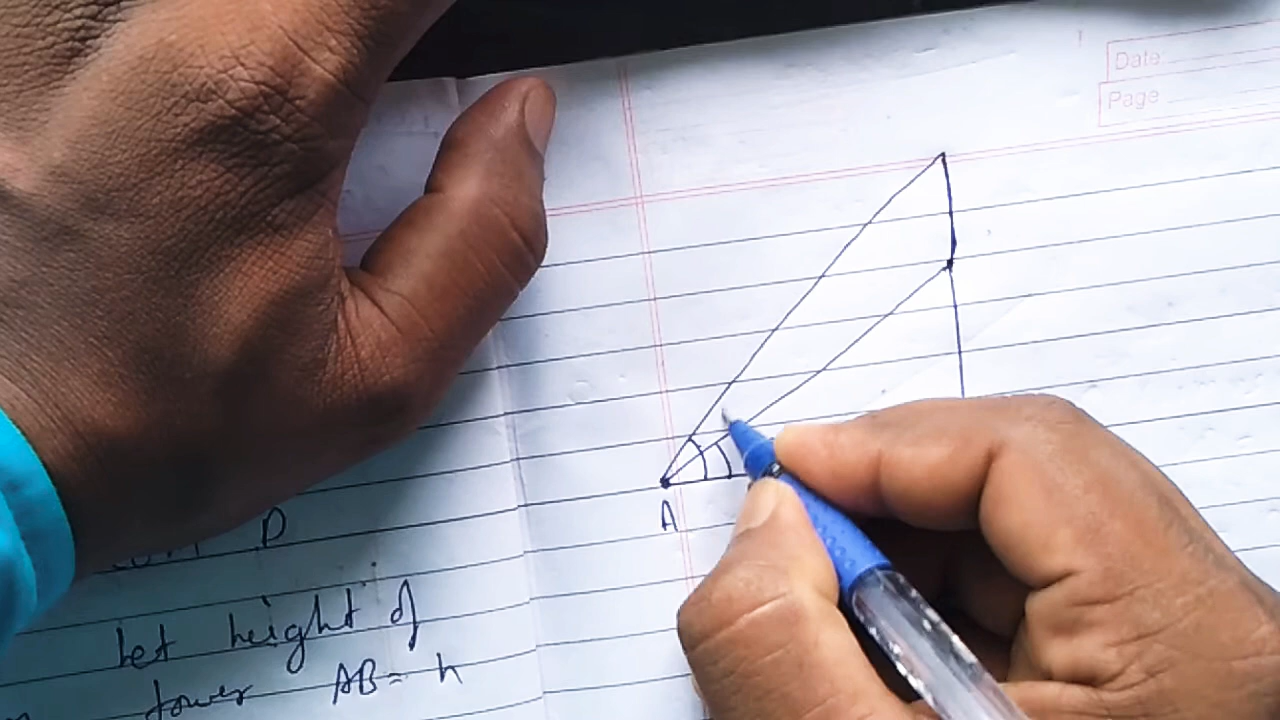 Date
Page
A
D
let height of
tower AB = h